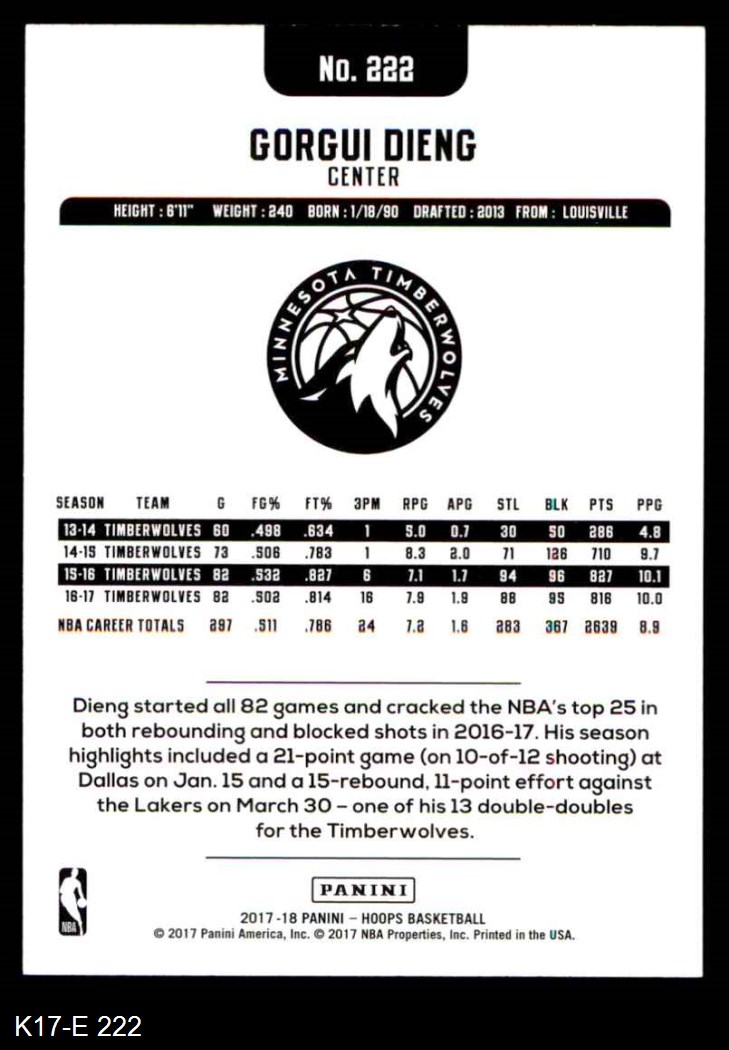 No. 222
GORGUI DIENG
CENTER
HEIGHT : 6'11" WEIGHT : 240 BORN : 1/18/90 DRAFTED : 2013 FROM : LOUISVILLE
MINNESOTA TIMBERWOLVES
SEASON TEAM G FG% FT% 3PM RPG APG STL BLK PTS PPG
13-14 TIMBERWOLVES 60 .498 .634 1 5.0 0.7 30 50 286 4.8
14-15 TIMBERWOLVES 73 .506 .783 1 8.3 2.0 71 126 710 9.7
15-16 TIMBERWOLVES 82 .532 .827 6 7.1 1.7 94 96 827 10.1
16-17 TIMBERWOLVES 82 .502 .814 16 7.9 1.9 88 95 816 10.0
NBA CAREER TOTALS 297 .511 .786 24 7.2 1.6 283 367 2639 8.9
Dieng started all 82 games and cracked the NBA's top 25 in
both rebounding and blocked shots in 2016-17. His season
highlights included a 21-point game (on 10-of-12 shooting) at
Dallas on Jan. 15 and a 15-rebound, 11-point effort against
the Lakers on March 30 – one of his 13 double-doubles
for the Timberwolves.
NBA
PANINI
2017-18 PANINI – HOOPS BASKETBALL
© 2017 Panini America, Inc. © 2017 NBA Properties, Inc. Printed in the USA.
K17-E 222